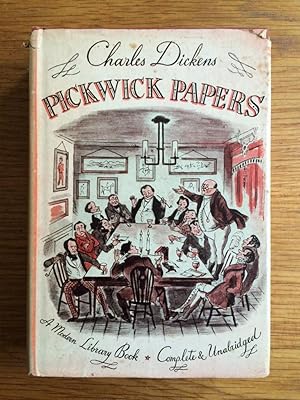 Charles Dickens
PICKWICK PAPERS
A Modern Library Book ★ Complete & Unabridged